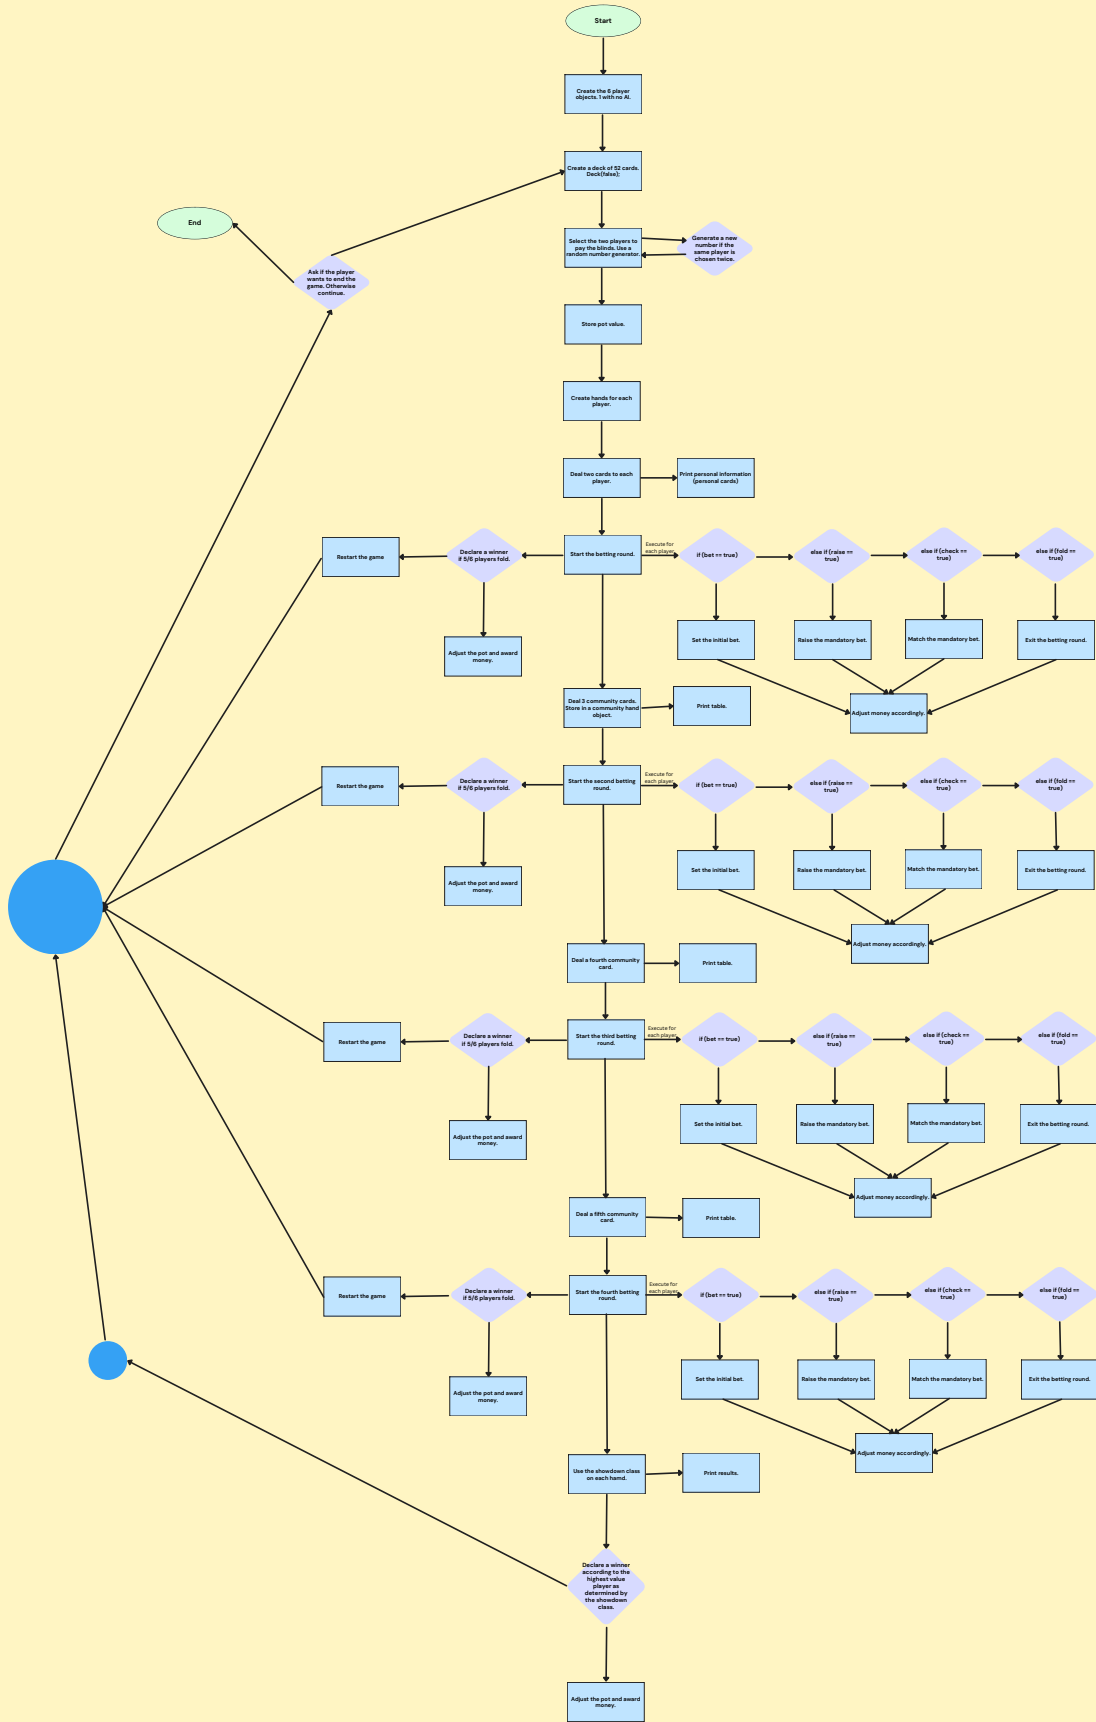 Start
Create the 6 player
objects. 1 with no AI.
Create a deck of 52 cards.
Deck(false);
End
Select the two players to
pay the blinds. Use a
random number generator.
Ganerate a new
number if the
same player is
chosen twice.
Ask if the player
wants to end the
game. Otherwise
continue.
Store pot value.
Create hands for each
player.
Deal two cards to each
player.
Print personal information
(personal cards)
Restart the game
Declare a winner
if 5/6 players fold.
Start the betting round.
Execute for
each player
if (bet == true)
else if (raise ==
true)
else if (check ==
true)
else if (fold ==
true)
Adjust the pot and award
money.
Set the initial bet.
Raise the mandatory bet.
Match the mandatory bet.
Exit the betting round.
Deal 3 community cards.
Store in a community hand
object.
Print table.
Adjust money accordingly.
Restart the game
Declare a winner
if 5/6 players fold.
Start the second betting
round.
Execute for
each player
if (bet == true)
else if (raise ==
true)
else if (check ==
true)
else if (fold ==
true)
Adjust the pot and award
money.
Set the initial bet.
Raise the mandatory bet.
Match the mandatory bet.
Exit the betting round.
Adjust money accordingly.
Deal a fourth community
card.
Print table.
Restart the game
Declare a winner
if 5/6 players fold.
Start the third betting
round.
Execute for
each player
if (bet == true)
else if (raise ==
true)
else if (check ==
true)
else if (fold ==
true)
Adjust the pot and award
money.
Set the initial bet.
Raise the mandatory bet.
Match the mandatory bet.
Exit the betting round.
Adjust money accordingly.
Deal a fifth community
card.
Print table.
Restart the game
Declare a winner
if 5/6 players fold.
Start the fourth betting
round.
Execute for
each player
if (bet == true)
else if (raise ==
true)
else if (check ==
true)
else if (fold ==
true)
Adjust the pot and award
money.
Set the initial bet.
Raise the mandatory bet.
Match the mandatory bet.
Exit the betting round.
Adjust money accordingly.
Use the showdown class
on each hamd.
Print results.
Declare a winner
according to the
highest value
player as
determined by
the showdown
class.
Adjust the pot and award
money.